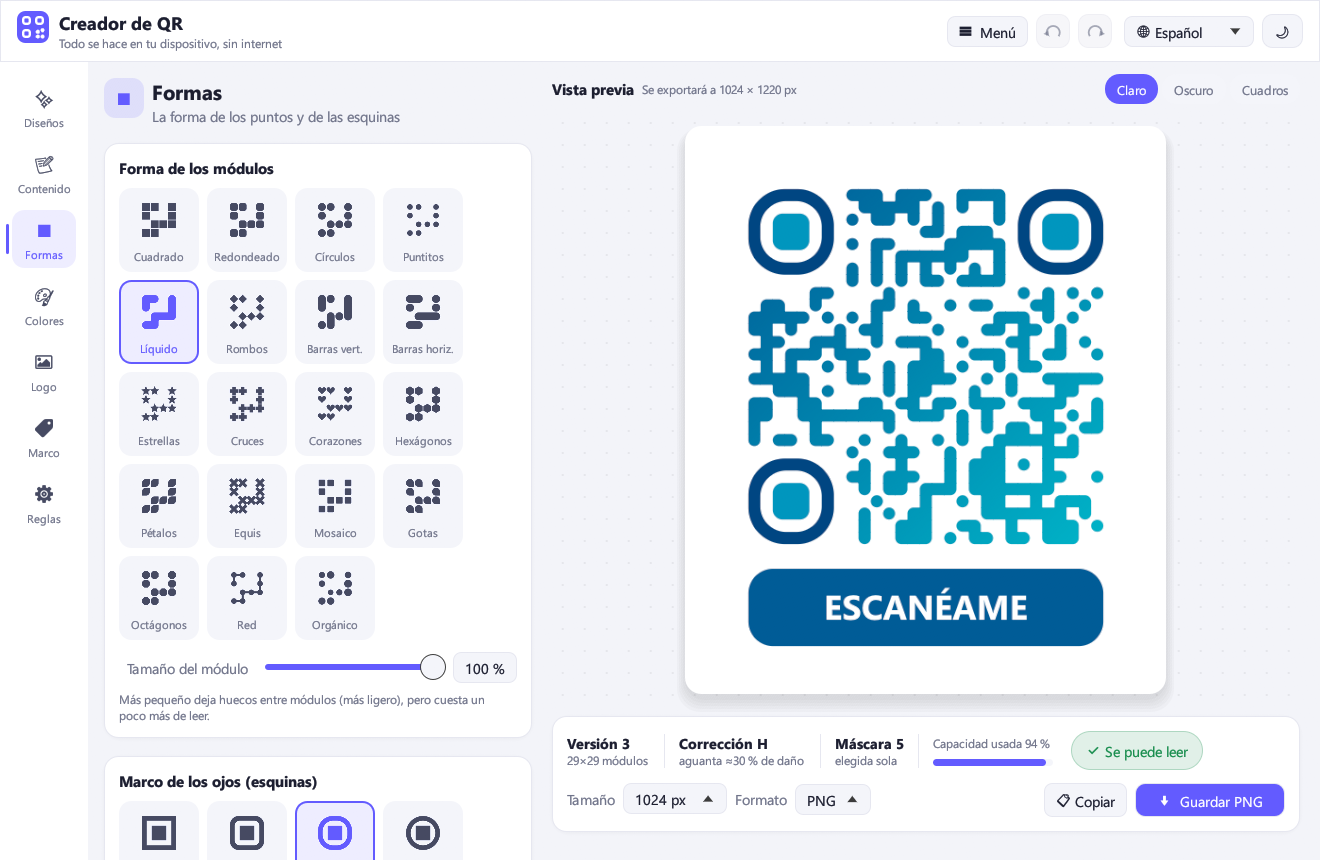 Creador de QR
Todo se hace en tu dispositivo, sin internet
Menú
Español
Diseños
Contenido
Formas
Colores
Logo
Marco
Reglas
Formas
La forma de los puntos y de las esquinas
Forma de los módulos
Cuadrado
Redondeado
Círculos
Puntitos
Líquido
Rombos
Barras vert.
Barras horiz.
Estrellas
Cruces
Corazones
Hexágonos
Pétalos
Equis
Mosaico
Gotas
Octágonos
Red
Orgánico
Tamaño del módulo
100 %
Más pequeño deja huecos entre módulos (más ligero), pero cuesta un
poco más de leer.
Marco de los ojos (esquinas)
Vista previa
Se exportará a 1024 × 1220 px
Claro
Oscuro
Cuadros
ESCANÉAME
Versión 3
29×29 módulos
Corrección H
aguanta ≈30 % de daño
Máscara 5
elegida sola
Capacidad usada 94 %
Se puede leer
Tamaño
1024 px
Formato
PNG
Copiar
Guardar PNG